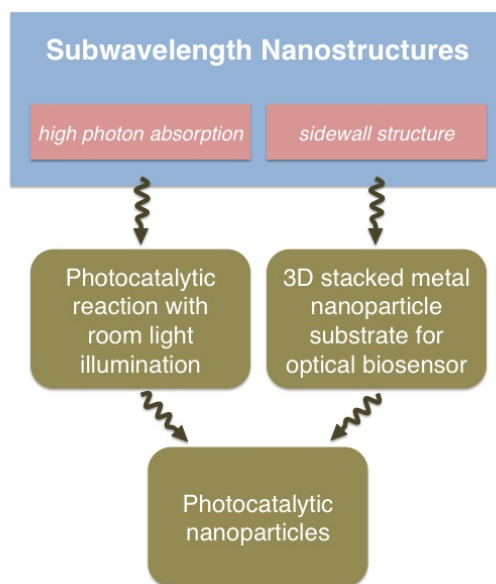 Subwavelength Nanostructures
high photon absorption
sidewall structure
Photocatalytic
reaction with
room light
illumination
3D stacked metal
nanoparticle
substrate for
optical biosensor
Photocatalytic
nanoparticles